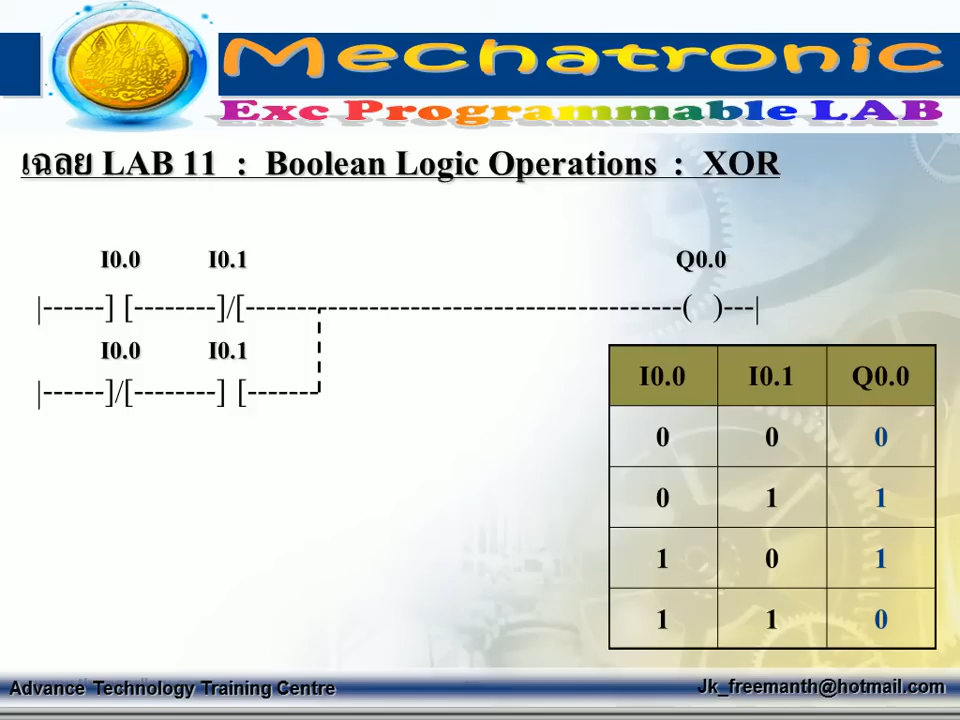 Mechatronic
Exc Programmable LAB
เฉลย LAB 11 : Boolean Logic Operations : XOR
I0.0 I0.1 Q0.0
|------] [--------]/[------------------------------------------( )---|
I0.0 I0.1
|------]/[--------] [-------
I0.0 I0.1 Q0.0
0 0 0
0 1 1
1 0 1
1 1 0
Advance Technology Training Centre
Jk_freemanth@hotmail.com